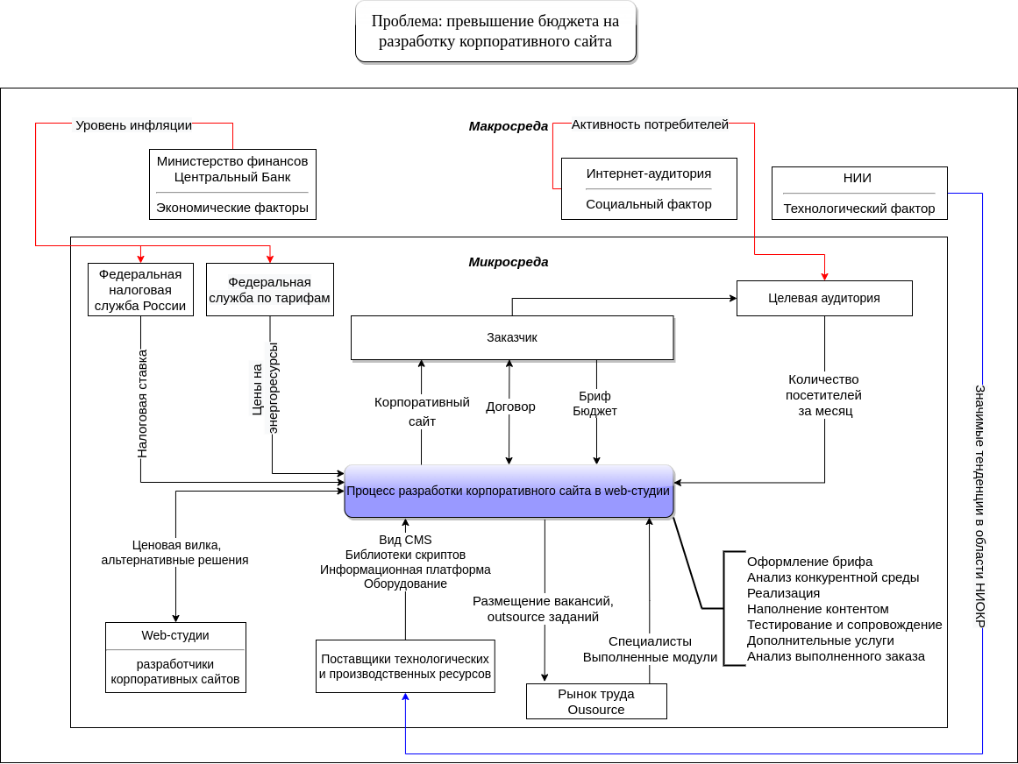 Проблема: превышение бюджета на
разработку корпоративного сайта
Уровень инфляции
Макросреда
Активность потребителей
Министерство финансов
Центральный Банк
Экономические факторы
Интернет-аудитория
Социальный фактор
НИИ
Технологический фактор
Микросреда
Федеральная
налоговая
служба России
Федеральная
служба по тарифам
Целевая аудитория
Заказчик
Налоговая ставка
Цены на
энергоресурсы
Корпоративный
сайт
Договор
Бриф
Бюджет
Количество
посетителей
за месяц
Значимые тенденции в области НИОКР
Процесс разработки корпоративного сайта в web-студии
Ценовая вилка,
альтернативные решения
Вид CMS
Библиотеки скриптов
Информационная платформа
Оборудование
Размещение вакансий,
outsource заданий
Специалисты
Выполненные модули
Оформление брифа
Анализ конкурентной среды
Реализация
Наполнение контентом
Тестирование и сопровождение
Дополнительные услуги
Анализ выполненного заказа
Web-студии
разработчики
корпоративных сайтов
Поставщики технологических
и производственных ресурсов
Рынок труда
Ousource